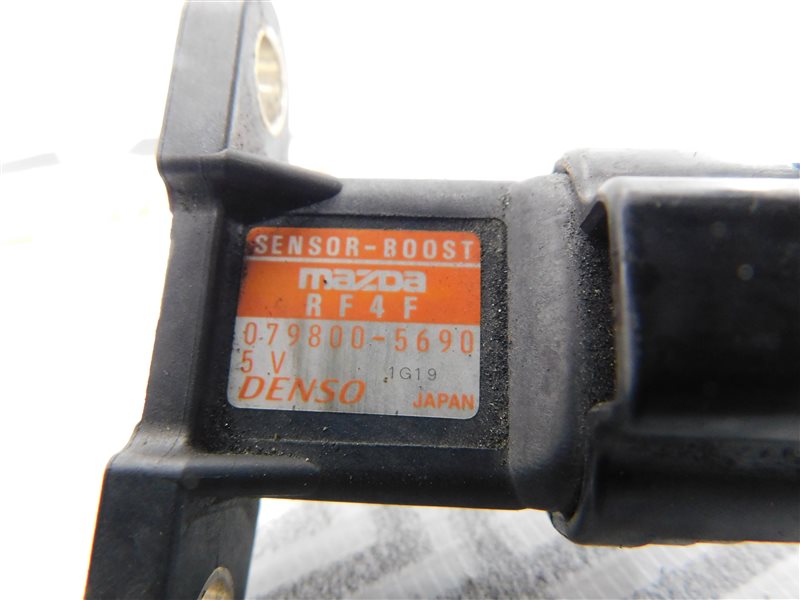 SENSOR-BOOST
mazda
RF4F
079800-5690
5V
1G19
DENSO JAPAN